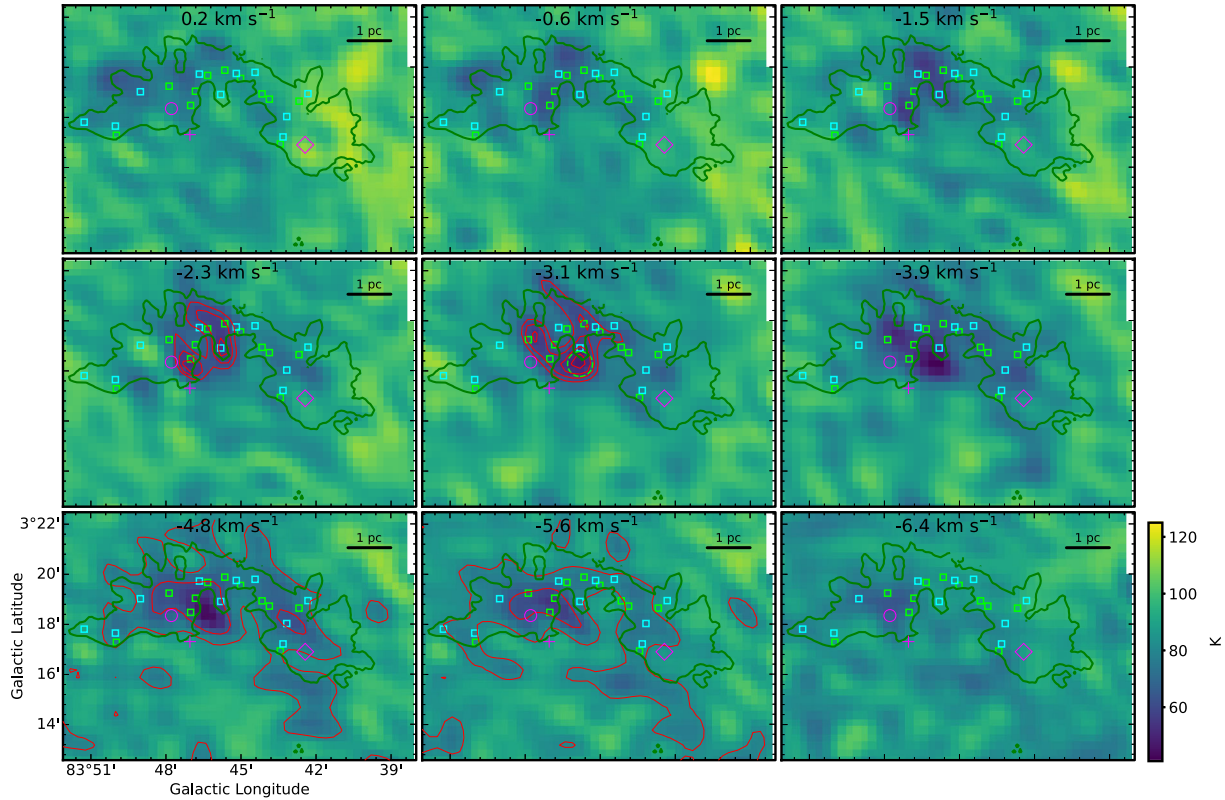 0.2 km s⁻¹
1 pc
-0.6 km s⁻¹
1 pc
-1.5 km s⁻¹
1 pc
-2.3 km s⁻¹
1 pc
-3.1 km s⁻¹
1 pc
-3.9 km s⁻¹
1 pc
-4.8 km s⁻¹
1 pc
-5.6 km s⁻¹
1 pc
-6.4 km s⁻¹
1 pc
3°22'
20'
18'
16'
14'
Galactic Latitude
83°51'
48'
45'
42'
39'
Galactic Longitude
120
100
80
60
K